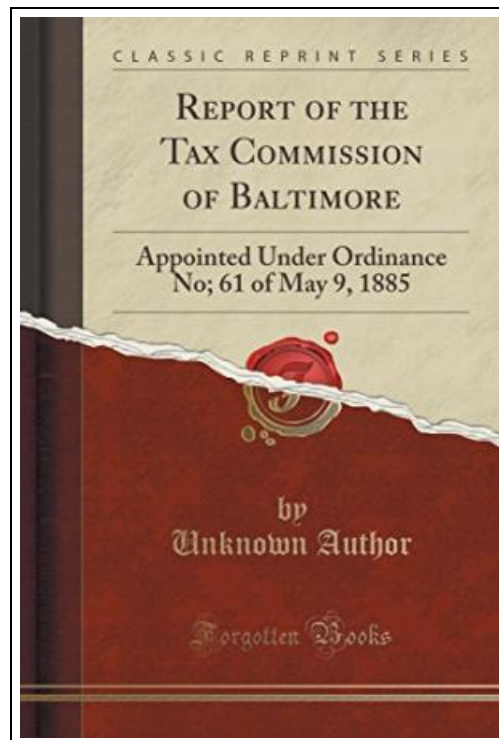 CLASSIC REPRINT SERIES
REPORT OF THE
TAX COMMISSION
OF BALTIMORE
Appointed Under Ordinance
No; 61 of May 9, 1885
by
Unknown Author
Forgotten Books